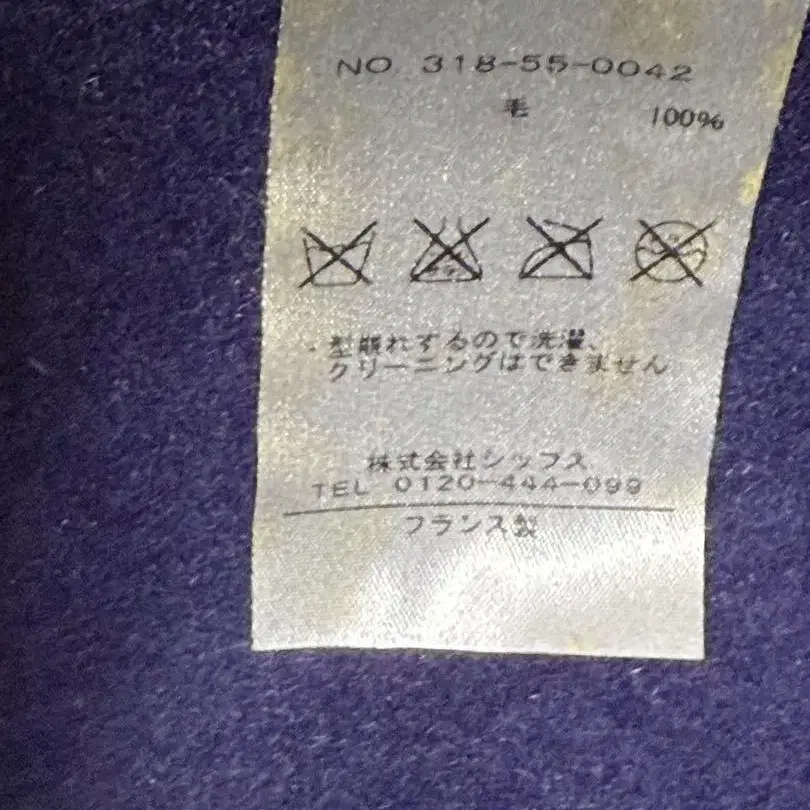 NO 318-55-0042
毛 100%
・型崩れするので洗濯、
クリーニングはできません
株式会社シップス
TEL 0120-444-099
フランス製